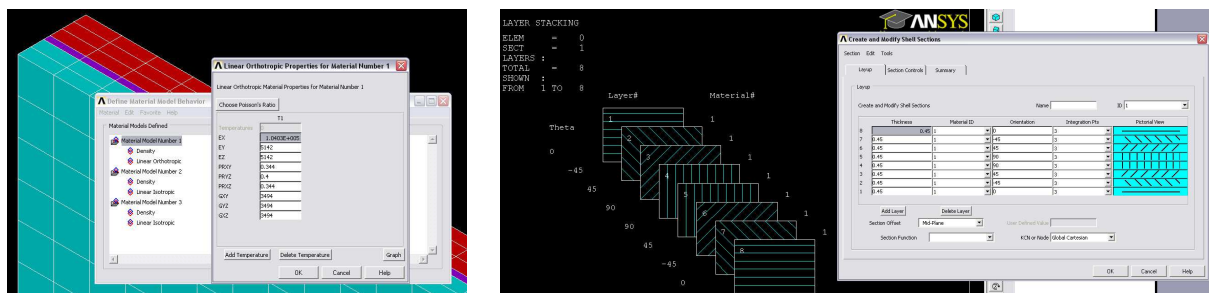 Linear Orthotropic Properties for Material Number 1
Linear Orthotropic Material Properties for Material Number 1
Choose Poisson's Ratio
T1
Temperatures 0
EX 1.0403E+005
EY 5142
EZ 5142
PRXY 0.344
PRYZ 0.4
PRXZ 0.344
GXY 3494
GYZ 3494
GXZ 3494
Add Temperature Delete Temperature Graph
OK Cancel Help
Define Material Model Behavior
Material Edit Favorite Help
Material Models Defined
Material Model Number 1
Density
Linear Orthotropic
Material Model Number 2
Density
Linear Isotropic
Material Model Number 3
Density
Linear Isotropic
LAYER STACKING
ELEM = 0
SECT = 1
LAYERS :
TOTAL = 8
SHOWN :
FROM 1 TO 8
ANSYS
Layer# Material#
Theta
0
-45
45
90
90
45
-45
0
1
2
3
4
5
6
7
8
1
1
1
1
1
1
1
1
Create and Modify Shell Sections
Section Edit Tools
Layup Section Controls Summary
Layup
Create and Modify Shell Sections Name ID 1
Thickness Material ID Orientation Integration Pts Pictorial View
8 0.45 1 0 3
7 0.45 1 -45 3
6 0.45 1 45 3
5 0.45 1 90 3
4 0.45 1 90 3
3 0.45 1 45 3
2 0.45 1 -45 3
1 0.45 1 0 3
Add Layer Delete Layer
Section Offset Mid-Plane User Defined Value
Section Function KCN or Node Global Cartesian
OK Cancel Help